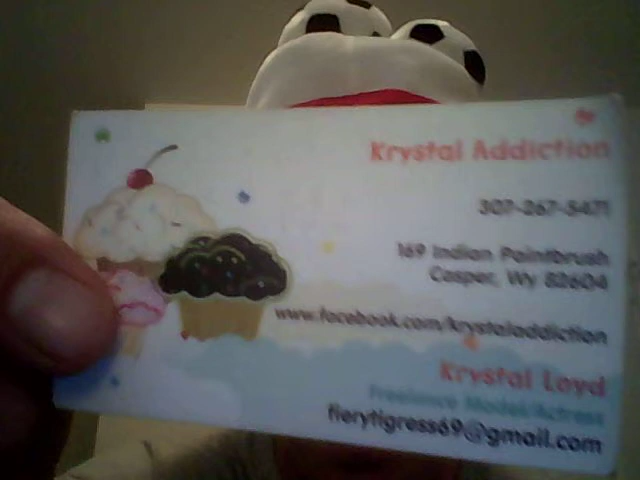 Krystal Addiction
307-267-5471
169 Indian Paintbrush
Casper, Wy 82604
www.facebook.com/krystaladdiction
Krystal Loyd
Freelance Model/Actress
fierytigress69@gmail.com